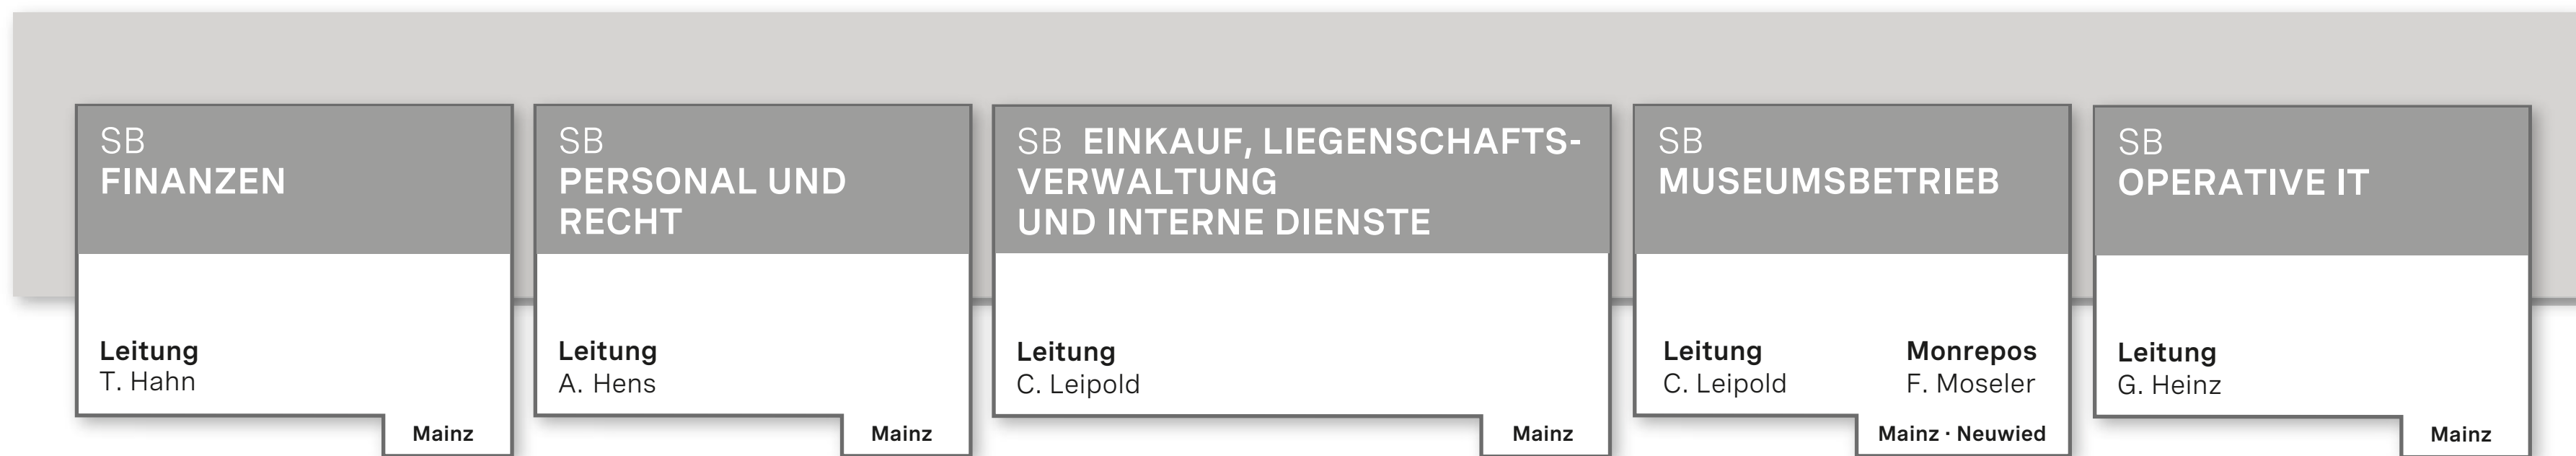 SB
FINANZEN
Leitung
T. Hahn
Mainz
SB
PERSONAL UND
RECHT
Leitung
A. Hens
Mainz
SB EINKAUF, LIEGENSCHAFTS-
VERWALTUNG
UND INTERNE DIENSTE
Leitung
C. Leipold
Mainz
SB
MUSEUMSBETRIEB
Leitung
C. Leipold
Monrepos
F. Moseler
Mainz · Neuwied
SB
OPERATIVE IT
Leitung
G. Heinz
Mainz